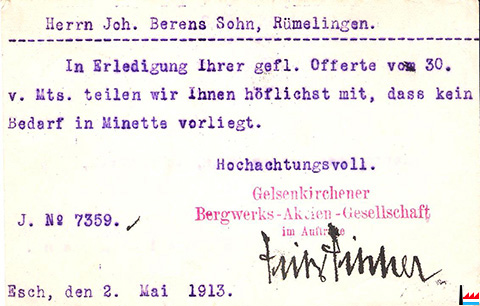 Herrn Joh. Berens Sohn, Rümelingen.
In Erledigung Ihrer gefl. Offerte vom 30.
v. Mts. teilen wir Ihnen höflichst mit, dass kein
Bedarf in Minette vorliegt.
Hochachtungsvoll.
Gelsenkirchener
Bergwerks-Aktien-Gesellschaft
im Auftrage
J. № 7359.
Esch, den 2. Mai 1913.